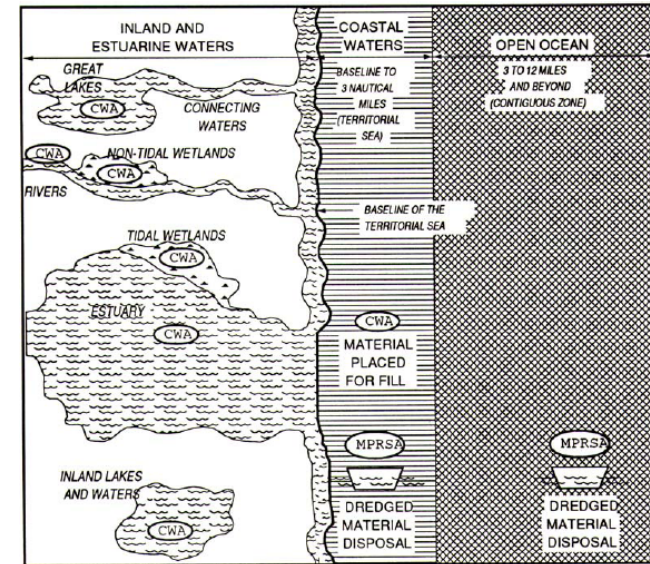 INLAND AND
ESTUARINE WATERS
COASTAL
WATERS
OPEN OCEAN
GREAT
LAKES
CWA
CONNECTING
WATERS
BASELINE TO
3 NAUTICAL
MILES
(TERRITORIAL
SEA)
3 TO 12 MILES
AND BEYOND
(CONTIGUOUS ZONE)
CWA
NON-TIDAL WETLANDS
CWA
RIVERS
BASELINE OF THE
TERRITORIAL SEA
TIDAL WETLANDS
CWA
ESTUARY
CWA
CWA
MATERIAL
PLACED
FOR FILL
MPRSA
MPRSA
INLAND LAKES
AND WATERS
CWA
DREDGED
MATERIAL
DISPOSAL
DREDGED
MATERIAL
DISPOSAL